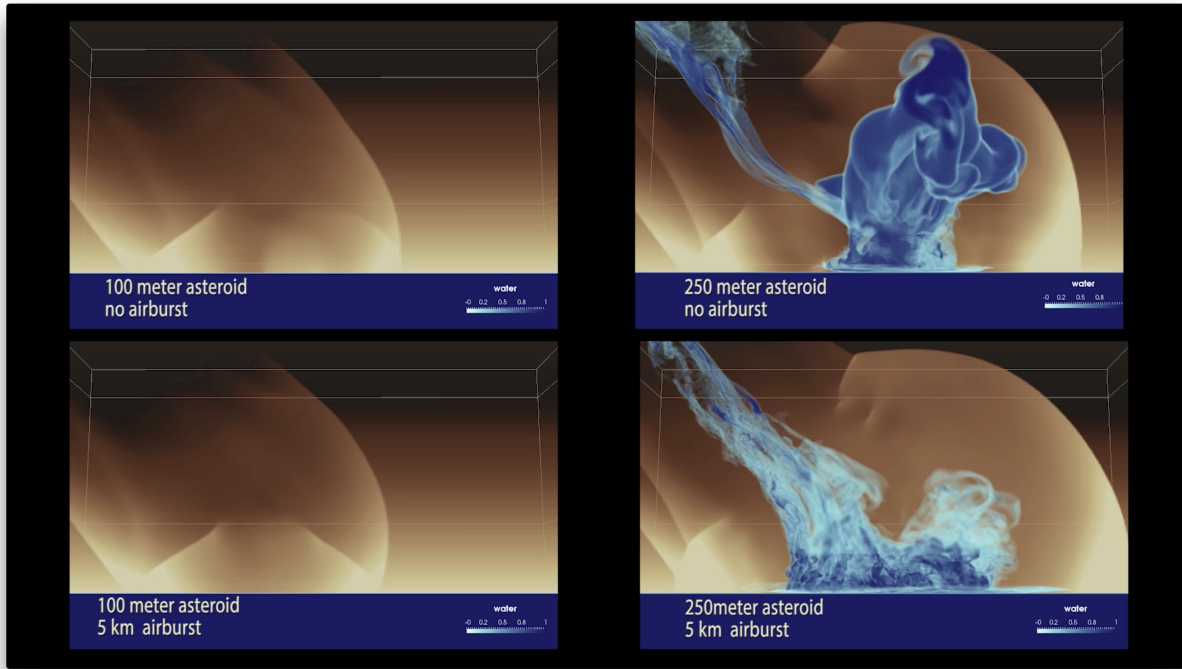 100 meter asteroid
no airburst
water
-0 0.2 0.5 0.8 1
250 meter asteroid
no airburst
water
-0 0.2 0.5 0.8
100 meter asteroid
5 km airburst
water
-0 0.2 0.5 0.8 1
250meter asteroid
5 km airburst
water
-0 0.2 0.5 0.8 1